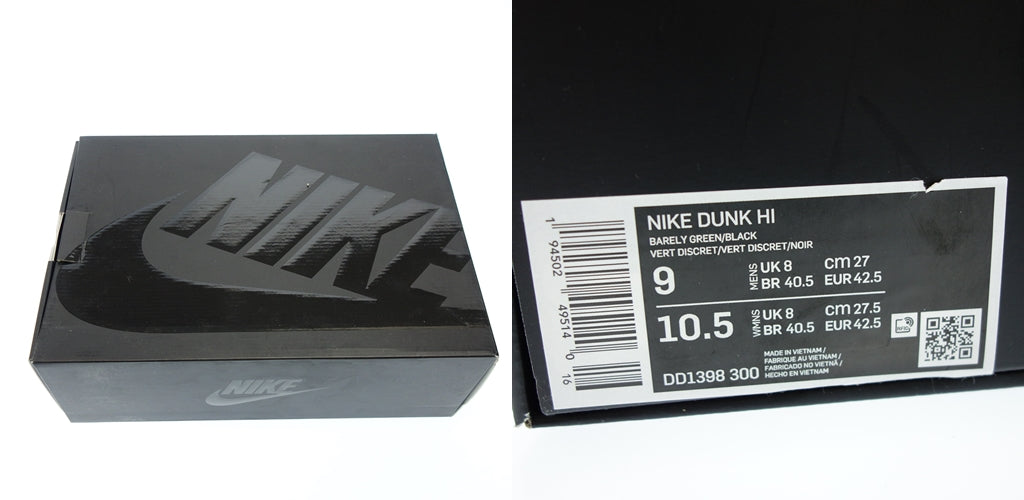 NIKE
NIKE
NIKE DUNK HI
BARELY GREEN/BLACK
VERT DISCRET/VERT DISCRET/NOIR
9 MENS UK 8 cm 27
BR 40.5 EUR 42.5
10.5 WMNS UK 8 cm 27.5
BR 40.5 EUR 42.5
DD1398 300
MADE IN VIETNAM /
FABRIQUE AU VIETNAM /
FABRICADO NO VIETNÃ /
HECHO EN VIETNAM
RFID
1 94502 49514 0 16